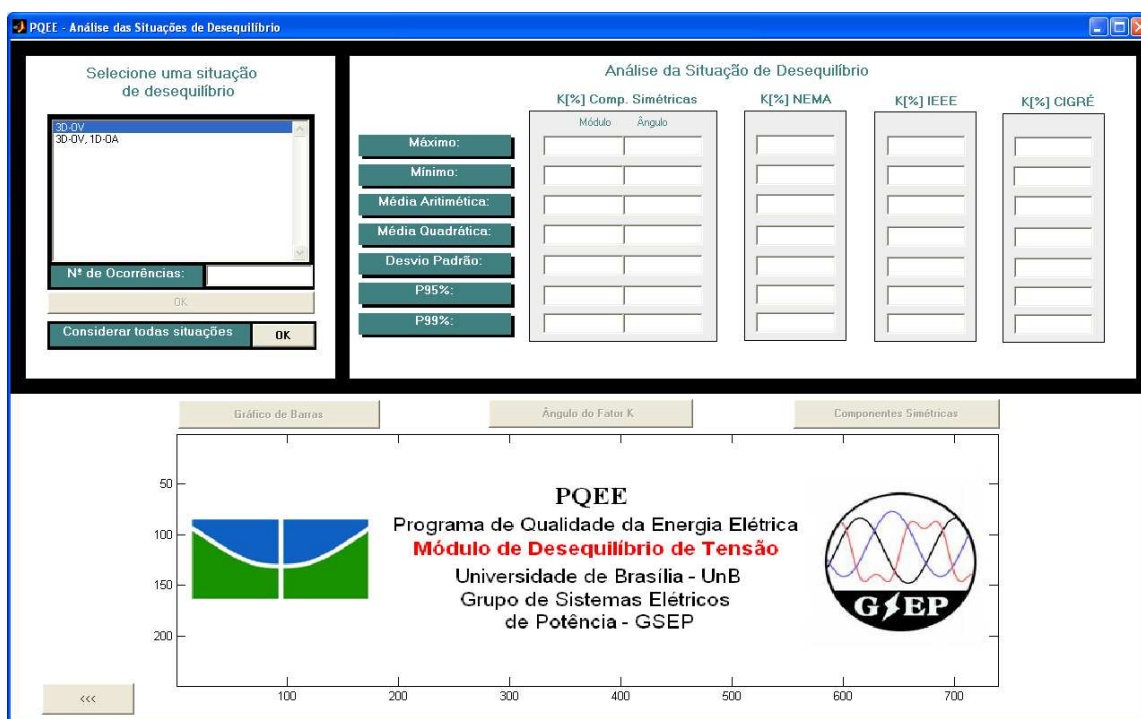 PQEE - Análise das Situações de Desequilíbrio
Selecione uma situação
de desequilíbrio
3D-0V
3D-0V, 1D-0A
Nº de Ocorrências:
OK
Considerar todas situações
OK
Análise da Situação de Desequilíbrio
K[%] Comp. Simétricas
K[%] NEMA
K[%] IEEE
K[%] CIGRÉ
Módulo
Ângulo
Máximo:
Mínimo:
Média Aritimética:
Média Quadrática:
Desvio Padrão:
P95%:
P99%:
Gráfico de Barras
Ângulo do Fator K
Componentes Simétricas
50
100
150
200
PQEE
Programa de Qualidade da Energia Elétrica
Módulo de Desequilíbrio de Tensão
Universidade de Brasília - UnB
Grupo de Sistemas Elétricos
de Potência - GSEP
GSEP
100
200
300
400
500
600
700
<<<